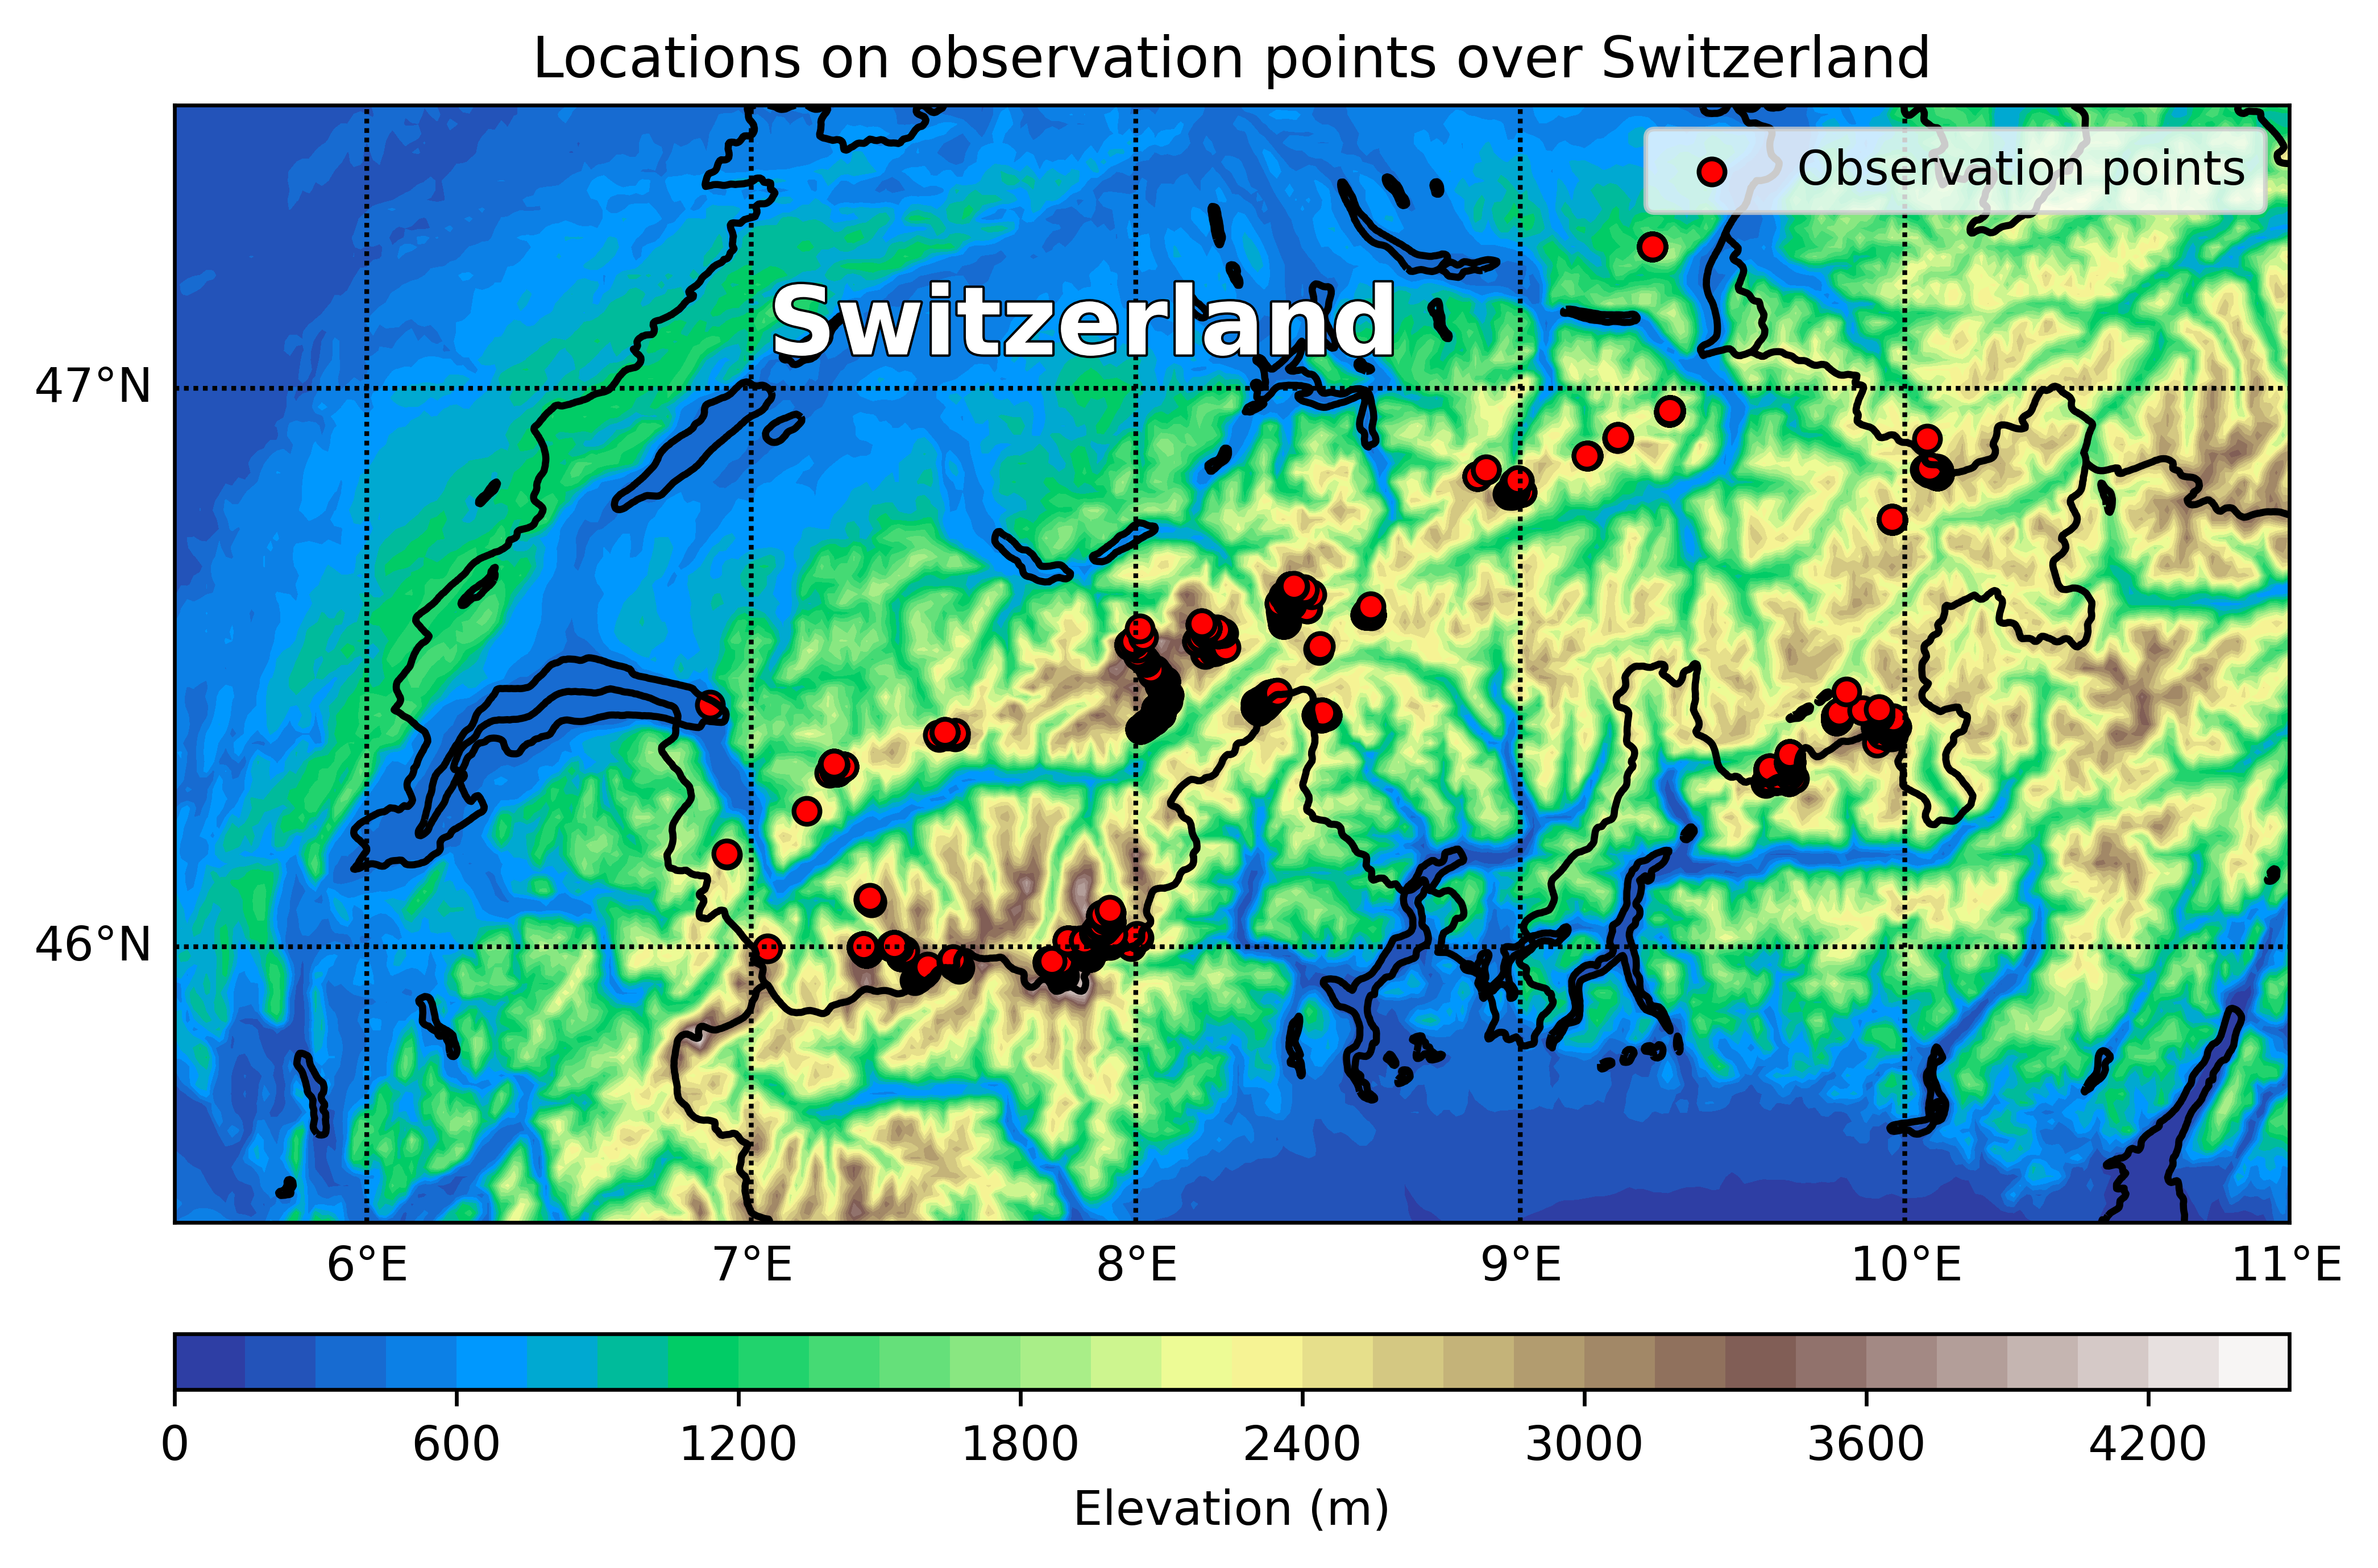 Locations on observation points over Switzerland
Observation points
Switzerland
47°N
46°N
6°E 7°E 8°E 9°E 10°E 11°E
0 600 1200 1800 2400 3000 3600 4200
Elevation (m)